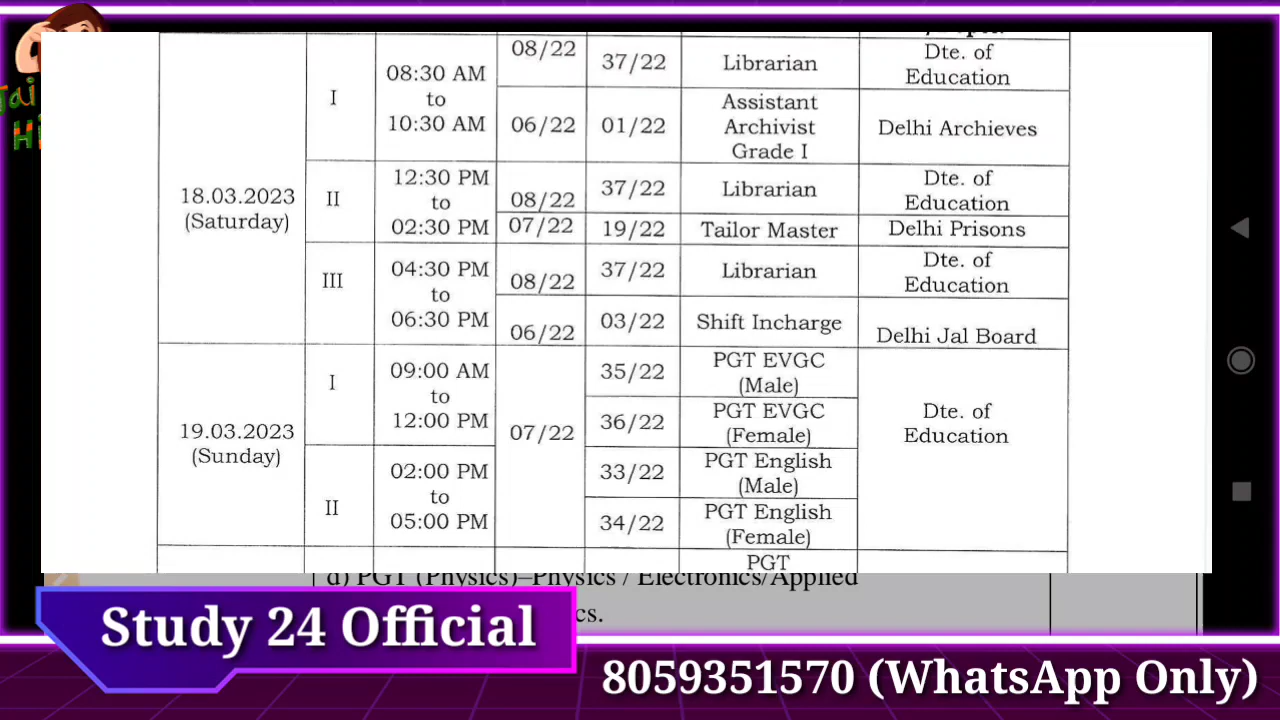 08/22 37/22 Librarian Dte. of
Education
I 08:30 AM
to
10:30 AM
06/22 01/22 Assistant
Archivist
Grade I
Delhi Archieves
18.03.2023
(Saturday)
II 12:30 PM
to
02:30 PM
08/22 37/22 Librarian Dte. of
Education
07/22 19/22 Tailor Master Delhi Prisons
III 04:30 PM
to
06:30 PM
08/22 37/22 Librarian Dte. of
Education
06/22 03/22 Shift Incharge Delhi Jal Board
19.03.2023
(Sunday)
I 09:00 AM
to
12:00 PM
07/22
35/22 PGT EVGC
(Male)
36/22 PGT EVGC
(Female)
Dte. of
Education
II 02:00 PM
to
05:00 PM
33/22 PGT English
(Male)
34/22 PGT English
(Female)
PGT
d) PGT (Physics)–Physics / Electronics/Applied
cs.
Study 24 Official
8059351570 (WhatsApp Only)